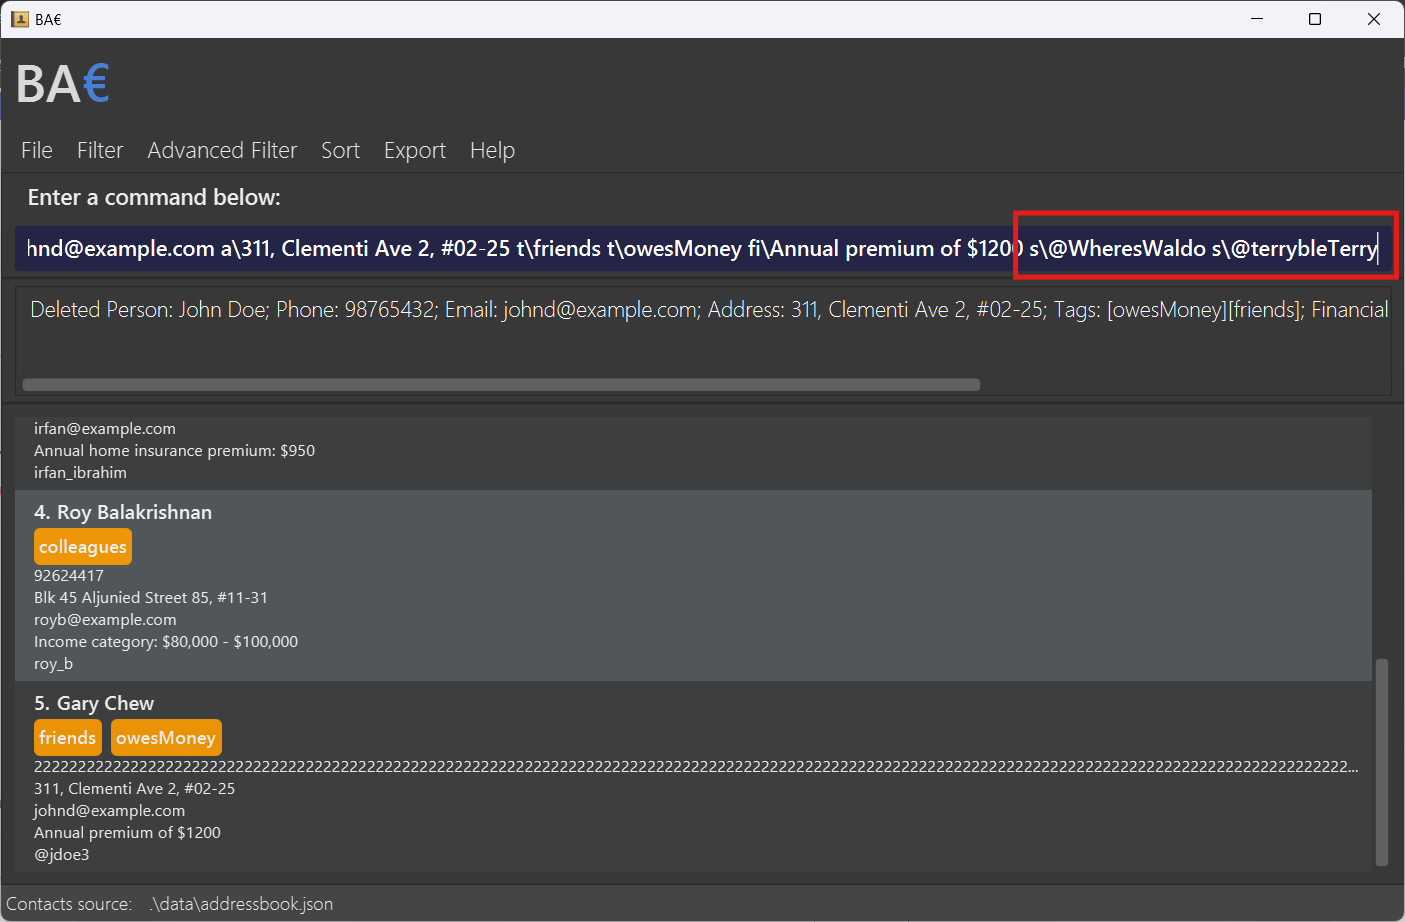 BA€
BA€
File Filter Advanced Filter Sort Export Help
Enter a command below:
hnd@example.com a\311, Clementi Ave 2, #02-25 t\friends t\owesMoney fi\Annual premium of $1200 s\@WheresWaldo s\@terrybleTerry
Deleted Person: John Doe; Phone: 98765432; Email: johnd@example.com; Address: 311, Clementi Ave 2, #02-25; Tags: [owesMoney][friends]; Financial
irfan@example.com
Annual home insurance premium: $950
irfan_ibrahim
4. Roy Balakrishnan
colleagues
92624417
Blk 45 Aljunied Street 85, #11-31
royb@example.com
Income category: $80,000 - $100,000
roy_b
5. Gary Chew
friends owesMoney
311, Clementi Ave 2, #02-25
johnd@example.com
Annual premium of $1200
@jdoe3
Contacts source: .\data\addressbook.json